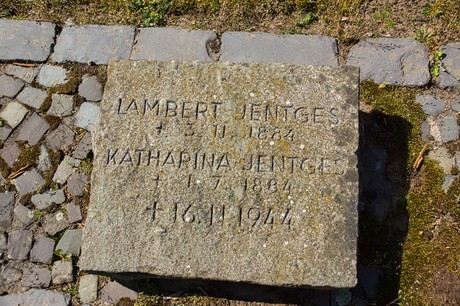 LAMBERT JENTGES
+ 3.11.1884
KATHARINA JENTGES
+ 1.7.1884
+ 16.11.1944